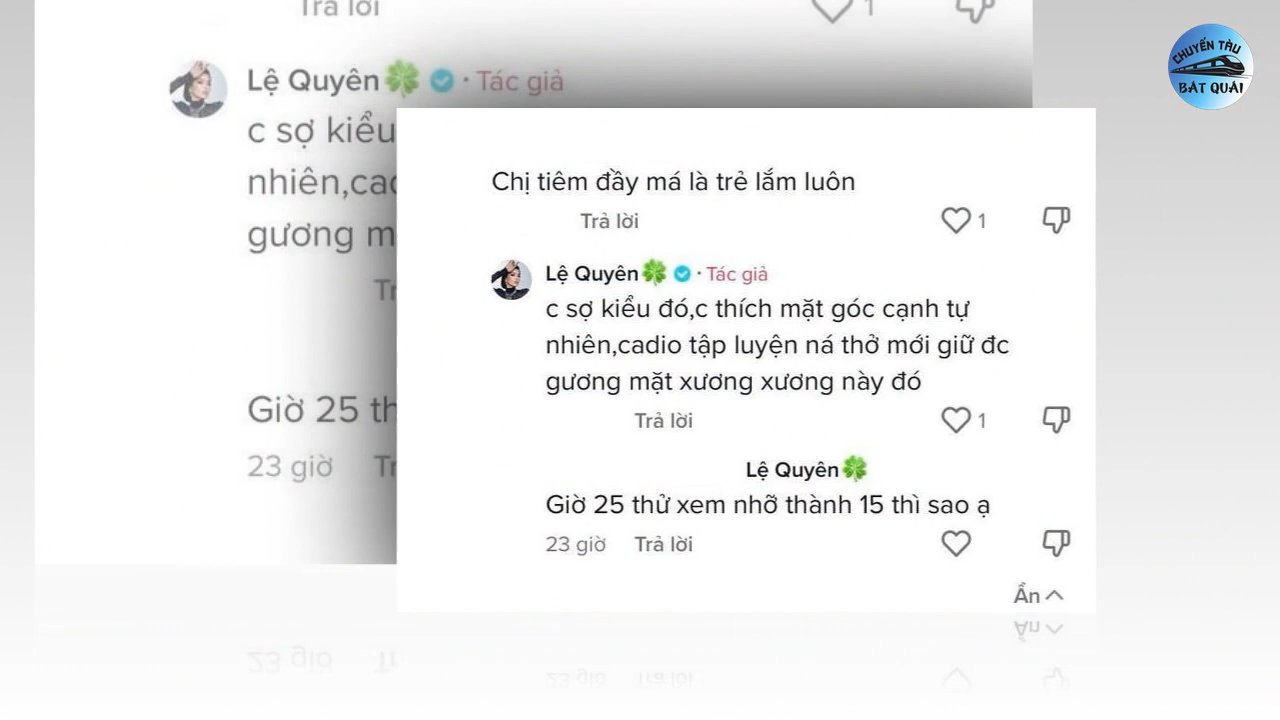 Trả lời
1
Lệ Quyên🍀 · Tác giả
c sợ kiểu
nhiên,cad
gương m
Tr
Giờ 25 th
23 giờ Tr
CHUYẾN TÀU
BÁT QUÁI
Chị tiêm đầy má là trẻ lắm luôn
Trả lời 1
Lệ Quyên🍀 · Tác giả
c sợ kiểu đó,c thích mặt góc cạnh tự
nhiên,cadio tập luyện ná thở mới giữ đc
gương mặt xương xương này đó
Trả lời 1
Lệ Quyên🍀
Giờ 25 thử xem nhỡ thành 15 thì sao ạ
23 giờ Trả lời
Ẩn